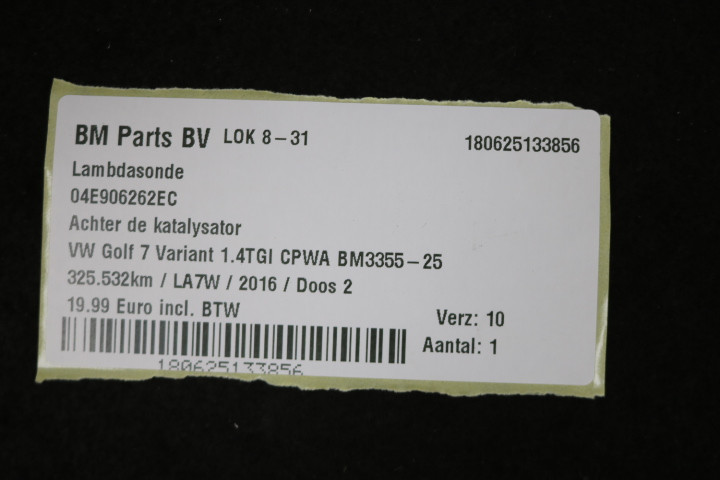 BM Parts BV LOK 8-31 180625133856
Lambdasonde
04E906262EC
Achter de katalysator
VW Golf 7 Variant 1.4TGI CPWA BM3355-25
325.532km / LA7W / 2016 / Doos 2
19.99 Euro incl. BTW
Verz: 10
Aantal: 1
180625133856